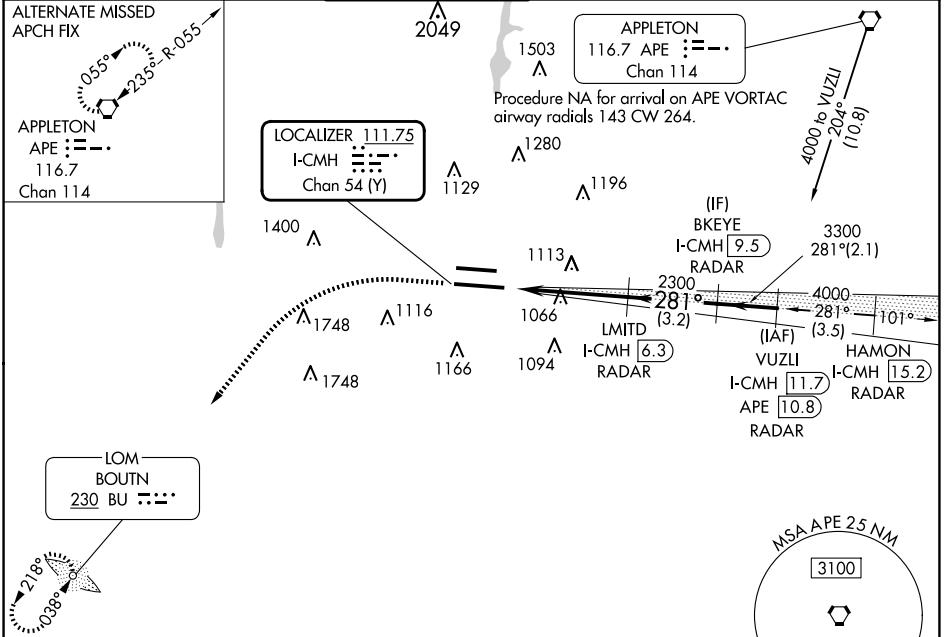 ALTERNATE MISSED
APCH FIX
055°
235°
R-055
APPLETON
APE
116.7
Chan 114
2049
1503
APPLETON
116.7 APE
Chan 114
Procedure NA for arrival on APE VORTAC
airway radials 143 CW 264.
4000 to VUZLI
204°
(10.8)
LOCALIZER 111.75
I-CMH
Chan 54 (Y)
1280
1129
1196
1400
1113
(IF)
BKEYE
I-CMH 9.5
RADAR
3300
281°(2.1)
2300
281°
(3.2)
4000
281°
(3.5)
101°
1066
1748
1116
LMITD
I-CMH 6.3
RADAR
(IAF)
VUZLI
I-CMH 11.7
APE 10.8
RADAR
HAMON
I-CMH 15.2
RADAR
1748
1166
1094
LOM
BOUTN
230 BU
218°
038°
MSA APE 25 NM
3100